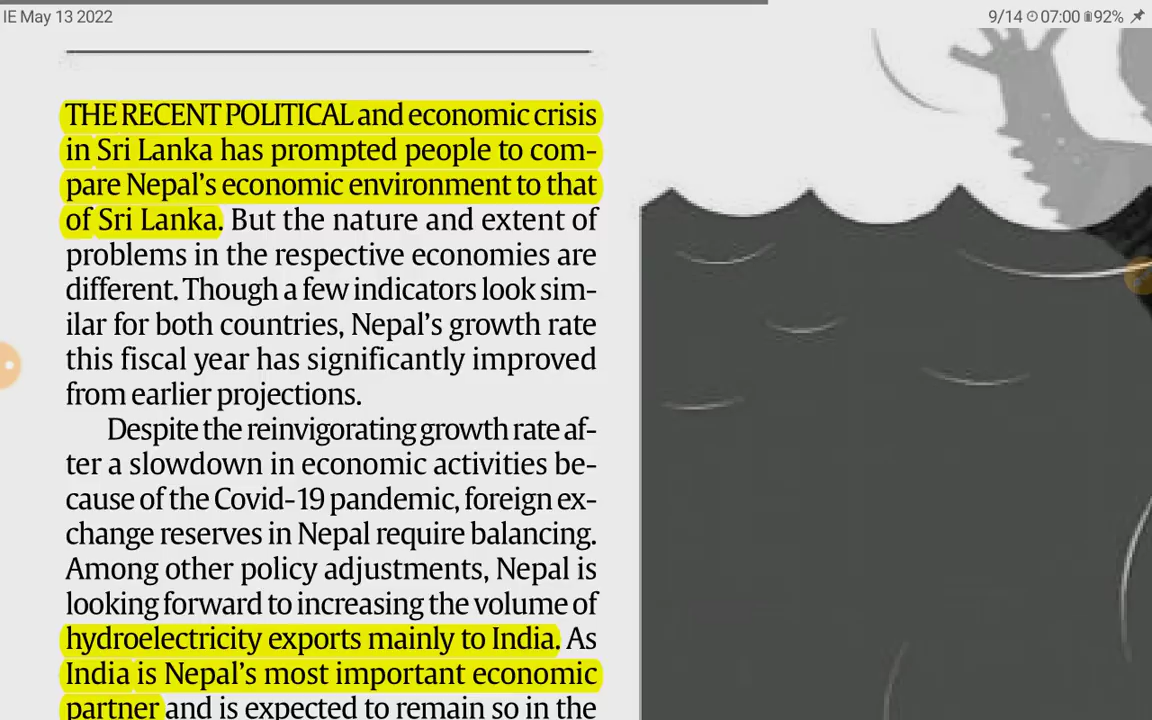 IE May 13 2022
9/14 07:00 92%
THE RECENT POLITICAL and economic crisis
in Sri Lanka has prompted people to com-
pare Nepal's economic environment to that
of Sri Lanka. But the nature and extent of
problems in the respective economies are
different. Though a few indicators look sim-
ilar for both countries, Nepal's growth rate
this fiscal year has significantly improved
from earlier projections.
Despite the reinvigorating growth rate af-
ter a slowdown in economic activities be-
cause of the Covid-19 pandemic, foreign ex-
change reserves in Nepal require balancing.
Among other policy adjustments, Nepal is
looking forward to increasing the volume of
hydroelectricity exports mainly to India. As
India is Nepal's most important economic
partner and is expected to remain so in the